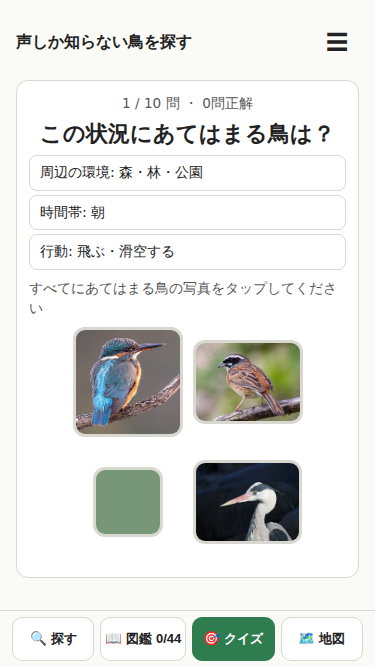 声しか知らない鳥を探す
1 / 10 問 ・ 0問正解
この状況にあてはまる鳥は？
周辺の環境: 森・林・公園
時間帯: 朝
行動: 飛ぶ・滑空する
すべてにあてはまる鳥の写真をタップしてくださ
い
探す
図鑑 0/44
クイズ
地図